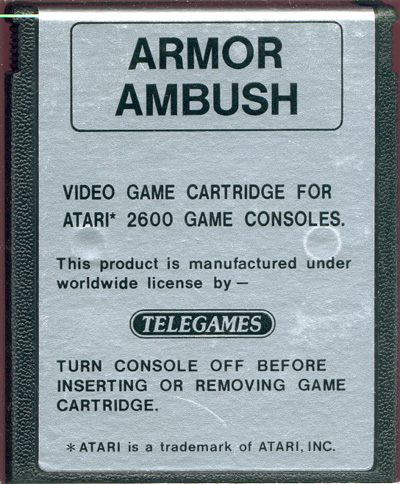 ARMOR
AMBUSH
VIDEO GAME CARTRIDGE FOR
ATARI* 2600 GAME CONSOLES.
This product is manufactured under
worldwide license by —
TELEGAMES
TURN CONSOLE OFF BEFORE
INSERTING OR REMOVING GAME
CARTRIDGE.
* ATARI is a trademark of ATARI, INC.